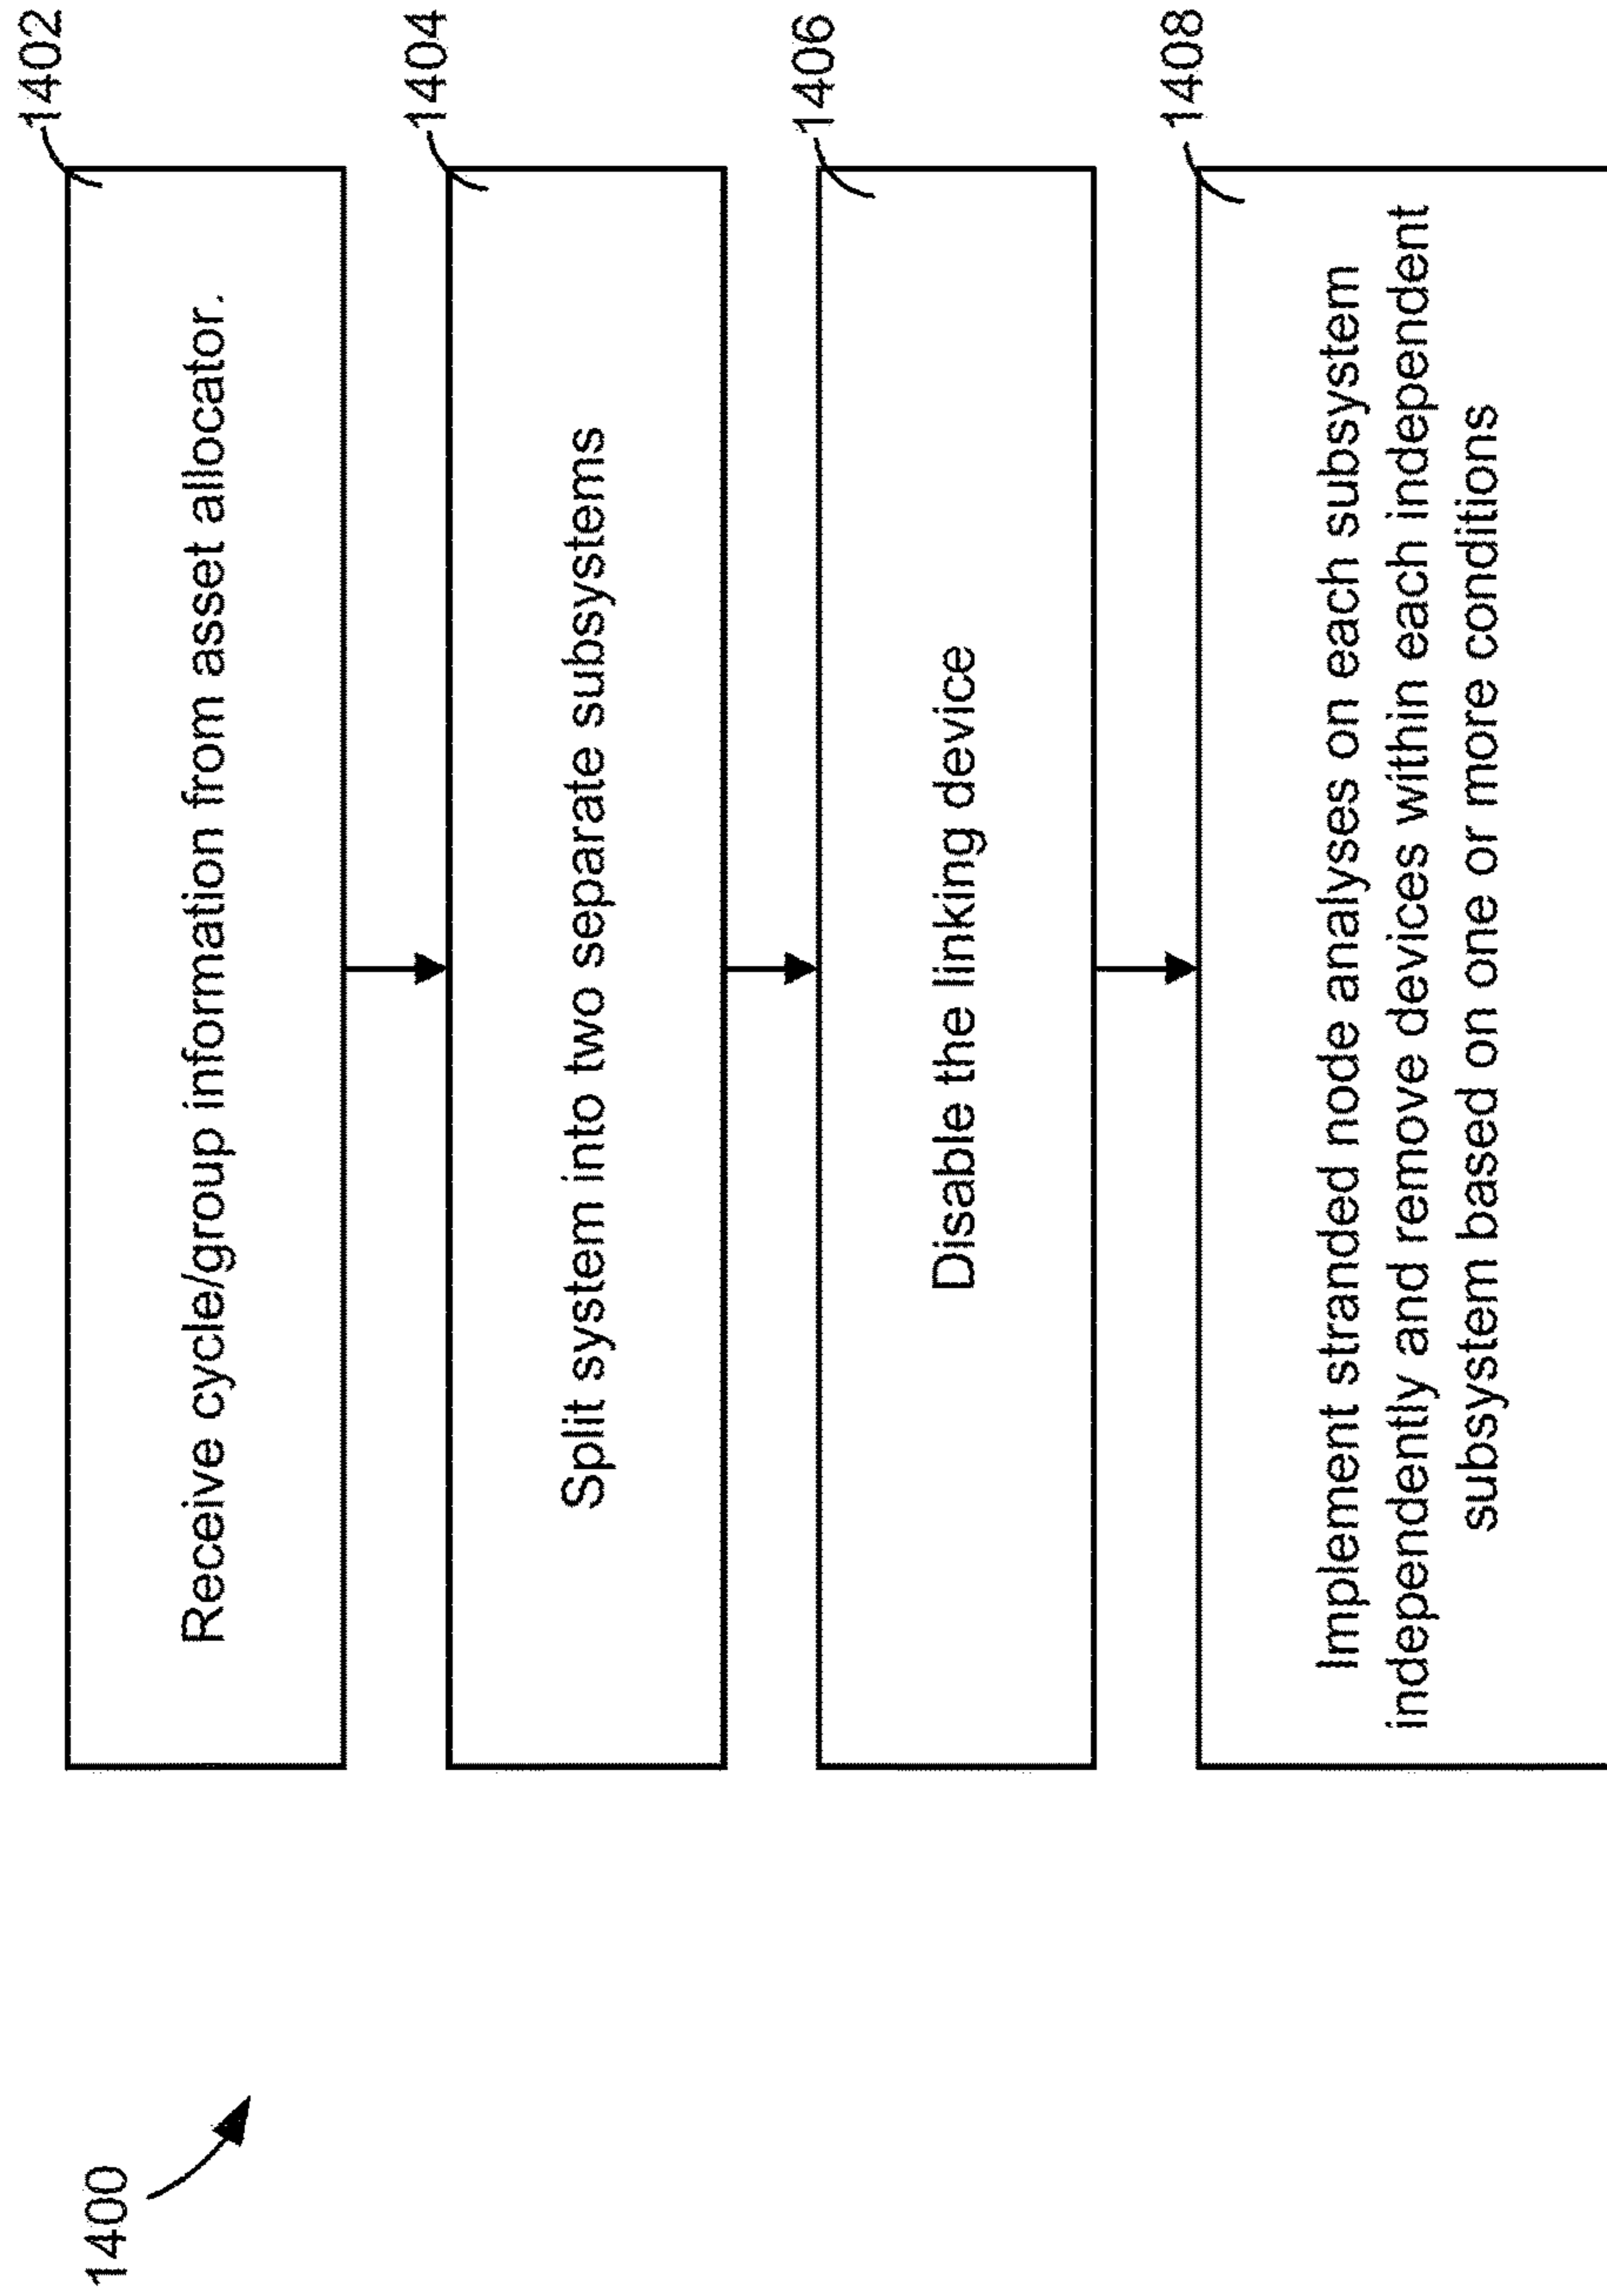 1400
1402
Receive cycle/group information from asset allocator.
1404
Split system into two separate subsystems
1406
Disable the linking device
1408
Implement stranded node analyses on each subsystem
independently and remove devices within each independent
subsystem based on one or more conditions